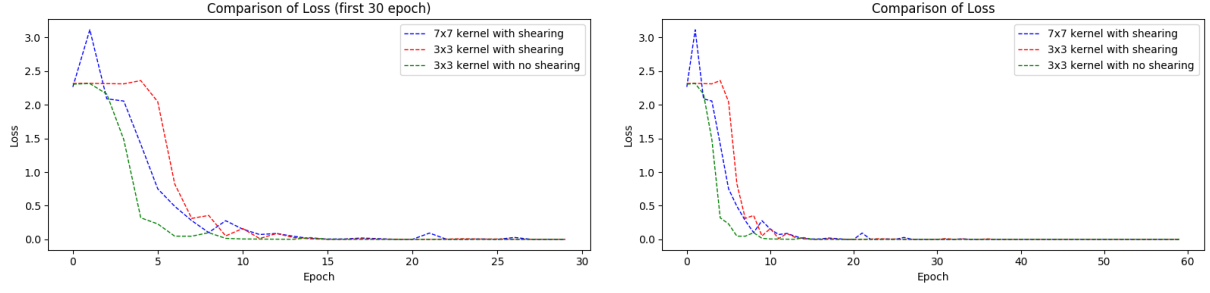 Comparison of Loss (first 30 epoch)
7x7 kernel with shearing
3x3 kernel with shearing
3x3 kernel with no shearing
3.0
2.5
2.0
1.5
1.0
0.5
0.0
Loss
0 5 10 15 20 25 30
Epoch
Comparison of Loss
7x7 kernel with shearing
3x3 kernel with shearing
3x3 kernel with no shearing
3.0
2.5
2.0
1.5
1.0
0.5
0.0
Loss
0 10 20 30 40 50 60
Epoch